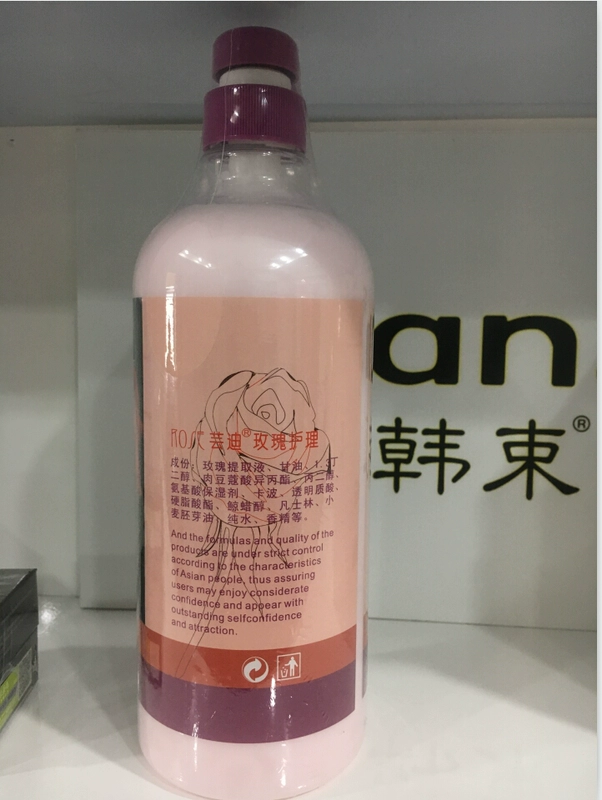 an
韩束®
芸迪®玫瑰护理
成份：玫瑰提取液、甘油、1.3丁
二醇、肉豆蔻酸异丙酯、丙二醇、
氨基酸保湿剂、卡波、透明质酸、
硬脂酸酯、鲸蜡醇、凡士林、小
麦胚芽油、纯水、香精等。
And the formulas and quality of the
products are under strict control
according to the characteristics
of Asian people, thus assuring
users may enjoy considerate
confidence and appear with
outstanding selfconfidence
and attraction.